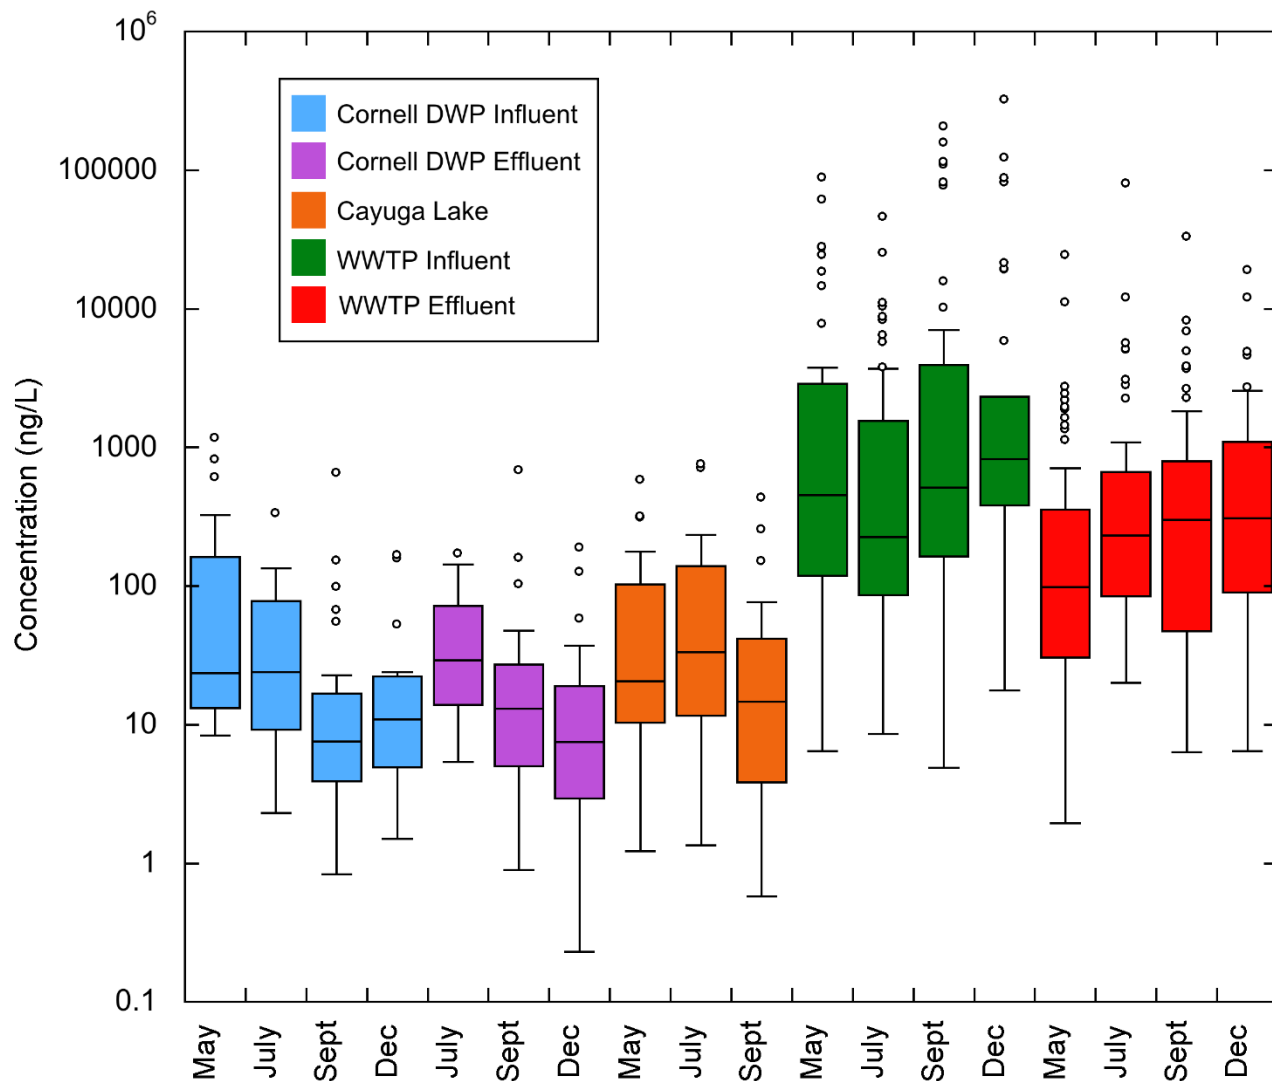 10⁶
100000
10000
1000
100
10
1
0.1
Concentration (ng/L)
Cornell DWP Influent
Cornell DWP Effluent
Cayuga Lake
WWTP Influent
WWTP Effluent
May
July
Sept
Dec
July
Sept
Dec
May
July
Sept
May
July
Sept
Dec
May
July
Sept
Dec